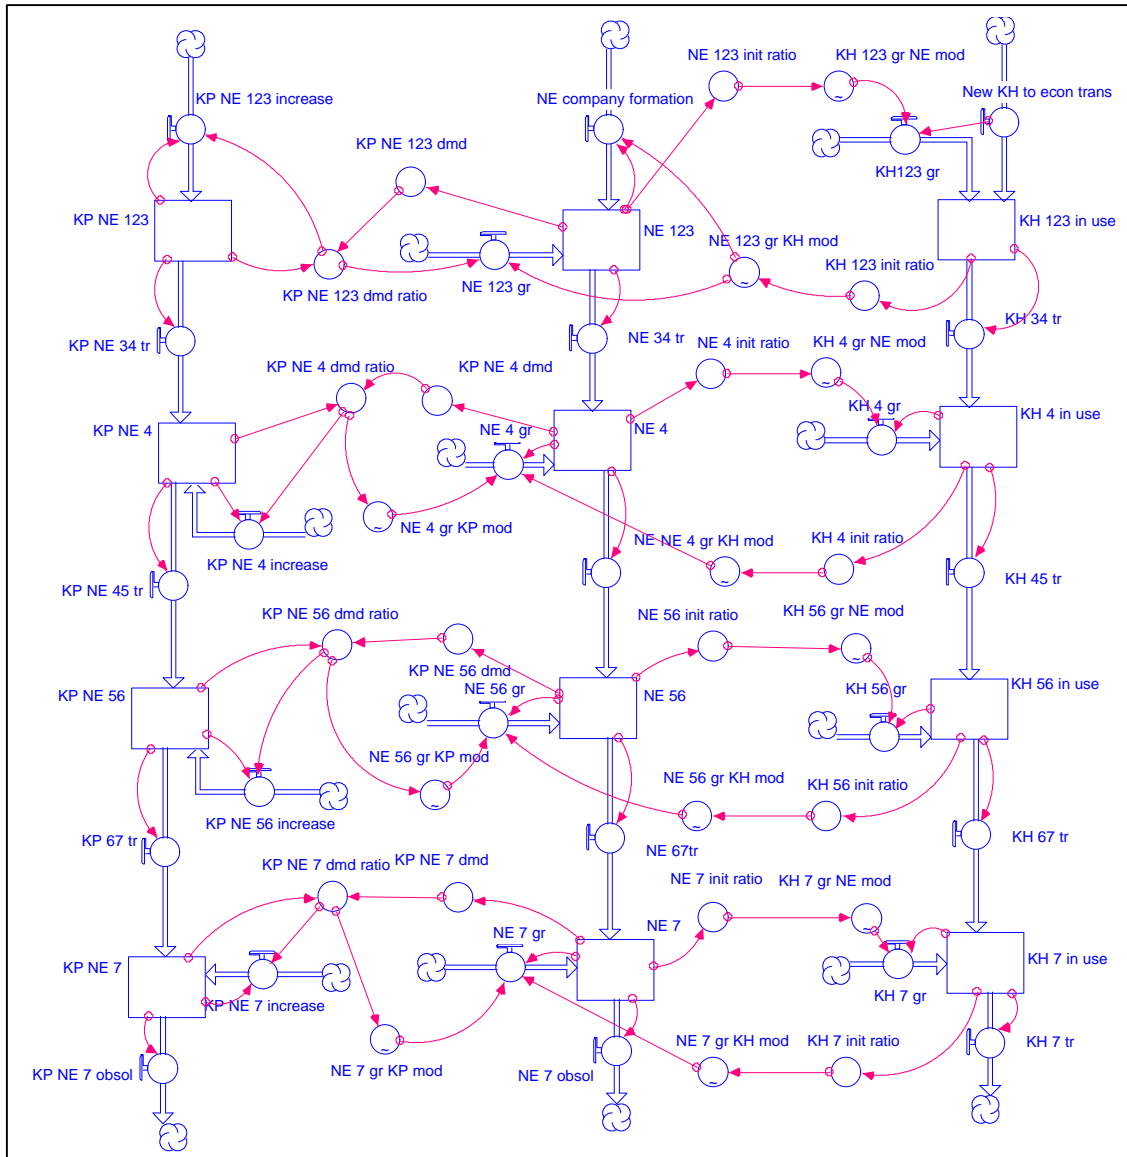 NE 123 init ratio
KH 123 gr NE mod
KP NE 123 increase
NE company formation
New KH to econ trans
KP NE 123 dmd
KH123 gr
KP NE 123
NE 123
NE 123 gr KH mod
KH 123 in use
KH 123 init ratio
NE 123 gr
KP NE 123 dmd ratio
KP NE 34 tr
NE 34 tr
KH 34 tr
KP NE 4 dmd ratio
KP NE 4 dmd
NE 4 init ratio
KH 4 gr NE mod
KP NE 4
NE 4 gr
NE 4
KH 4 gr
KH 4 in use
NE 4 gr KP mod
NE NE 4 gr KH mod
KH 4 init ratio
KP NE 4 increase
KP NE 45 tr
KH 45 tr
KP NE 56 dmd ratio
NE 56 init ratio
KH 56 gr NE mod
KP NE 56 dmd
KP NE 56
NE 56 gr
NE 56
KH 56 gr
KH 56 in use
NE 56 gr KP mod
NE 56 gr KH mod
KH 56 init ratio
KP NE 56 increase
KP 67 tr
NE 67tr
KH 67 tr
KP NE 7 dmd ratio
KP NE 7 dmd
NE 7 init ratio
KH 7 gr NE mod
KP NE 7
NE 7 gr
NE 7
KH 7 in use
KP NE 7 increase
KH 7 gr
NE 7 gr KP mod
NE 7 gr KH mod
KH 7 init ratio
KH 7 tr
KP NE 7 obsol
NE 7 obsol